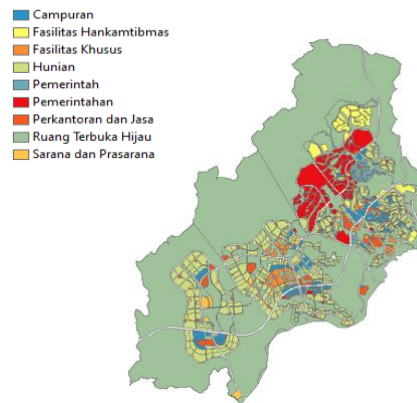 Campuran
Fasilitas Hankamtibmas
Fasilitas Khusus
Hunian
Pemerintah
Pemerintahan
Perkantoran dan Jasa
Ruang Terbuka Hijau
Sarana dan Prasarana